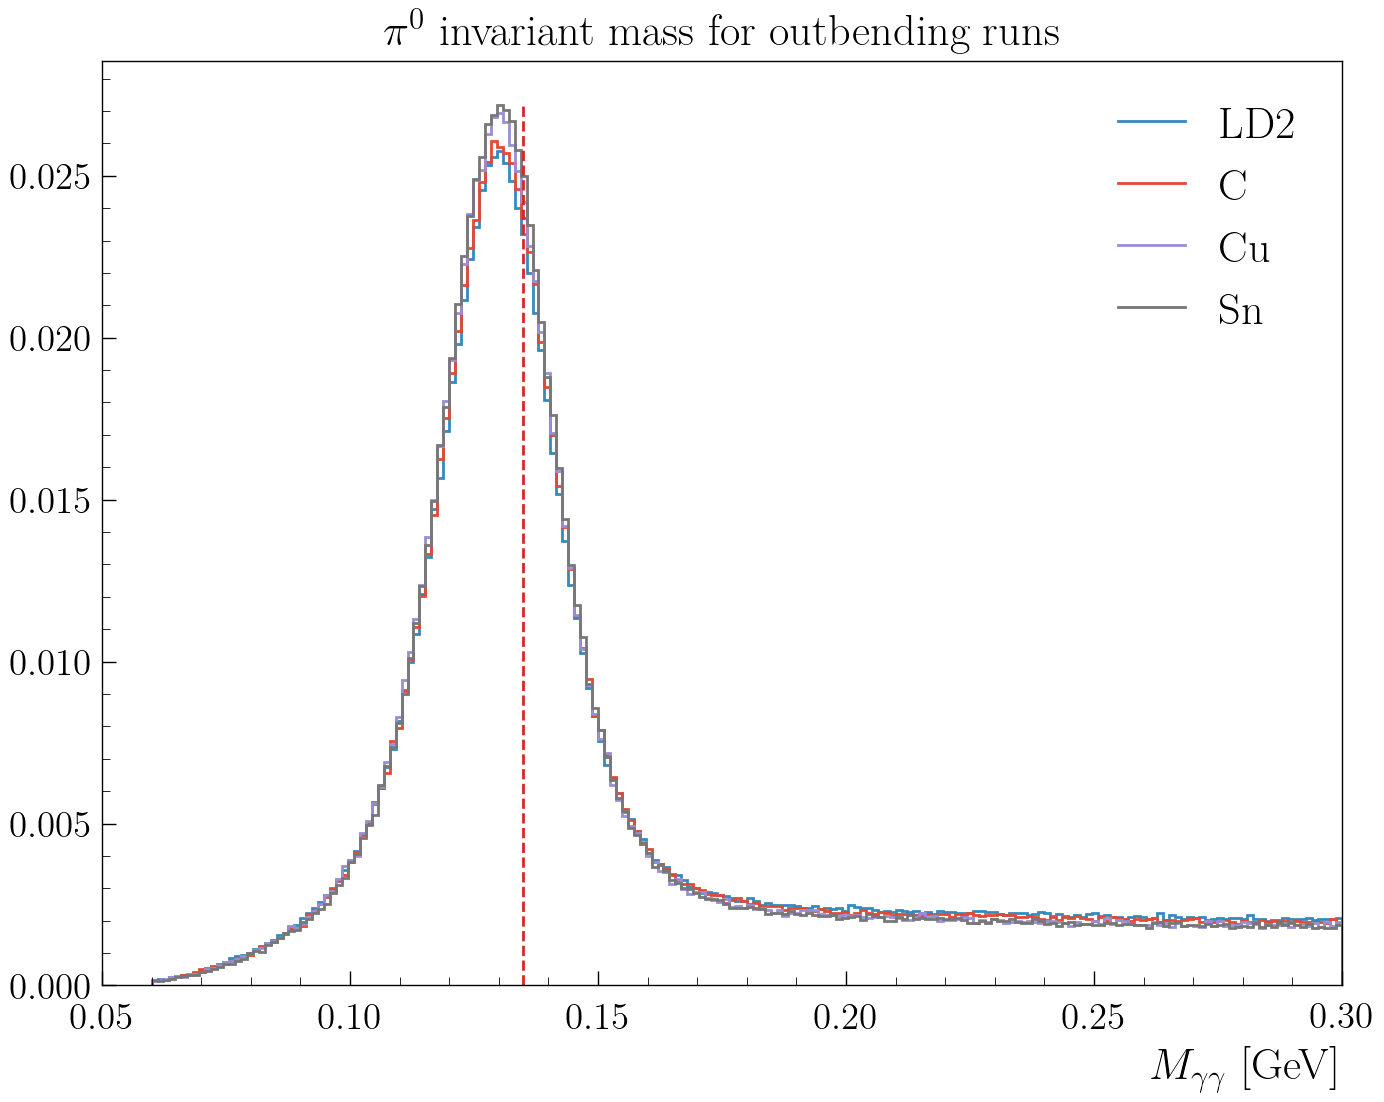 π⁰ invariant mass for outbending runs
LD2
C
Cu
Sn
0.025
0.020
0.015
0.010
0.005
0.000
0.05 0.10 0.15 0.20 0.25 0.30
M_γγ [GeV]